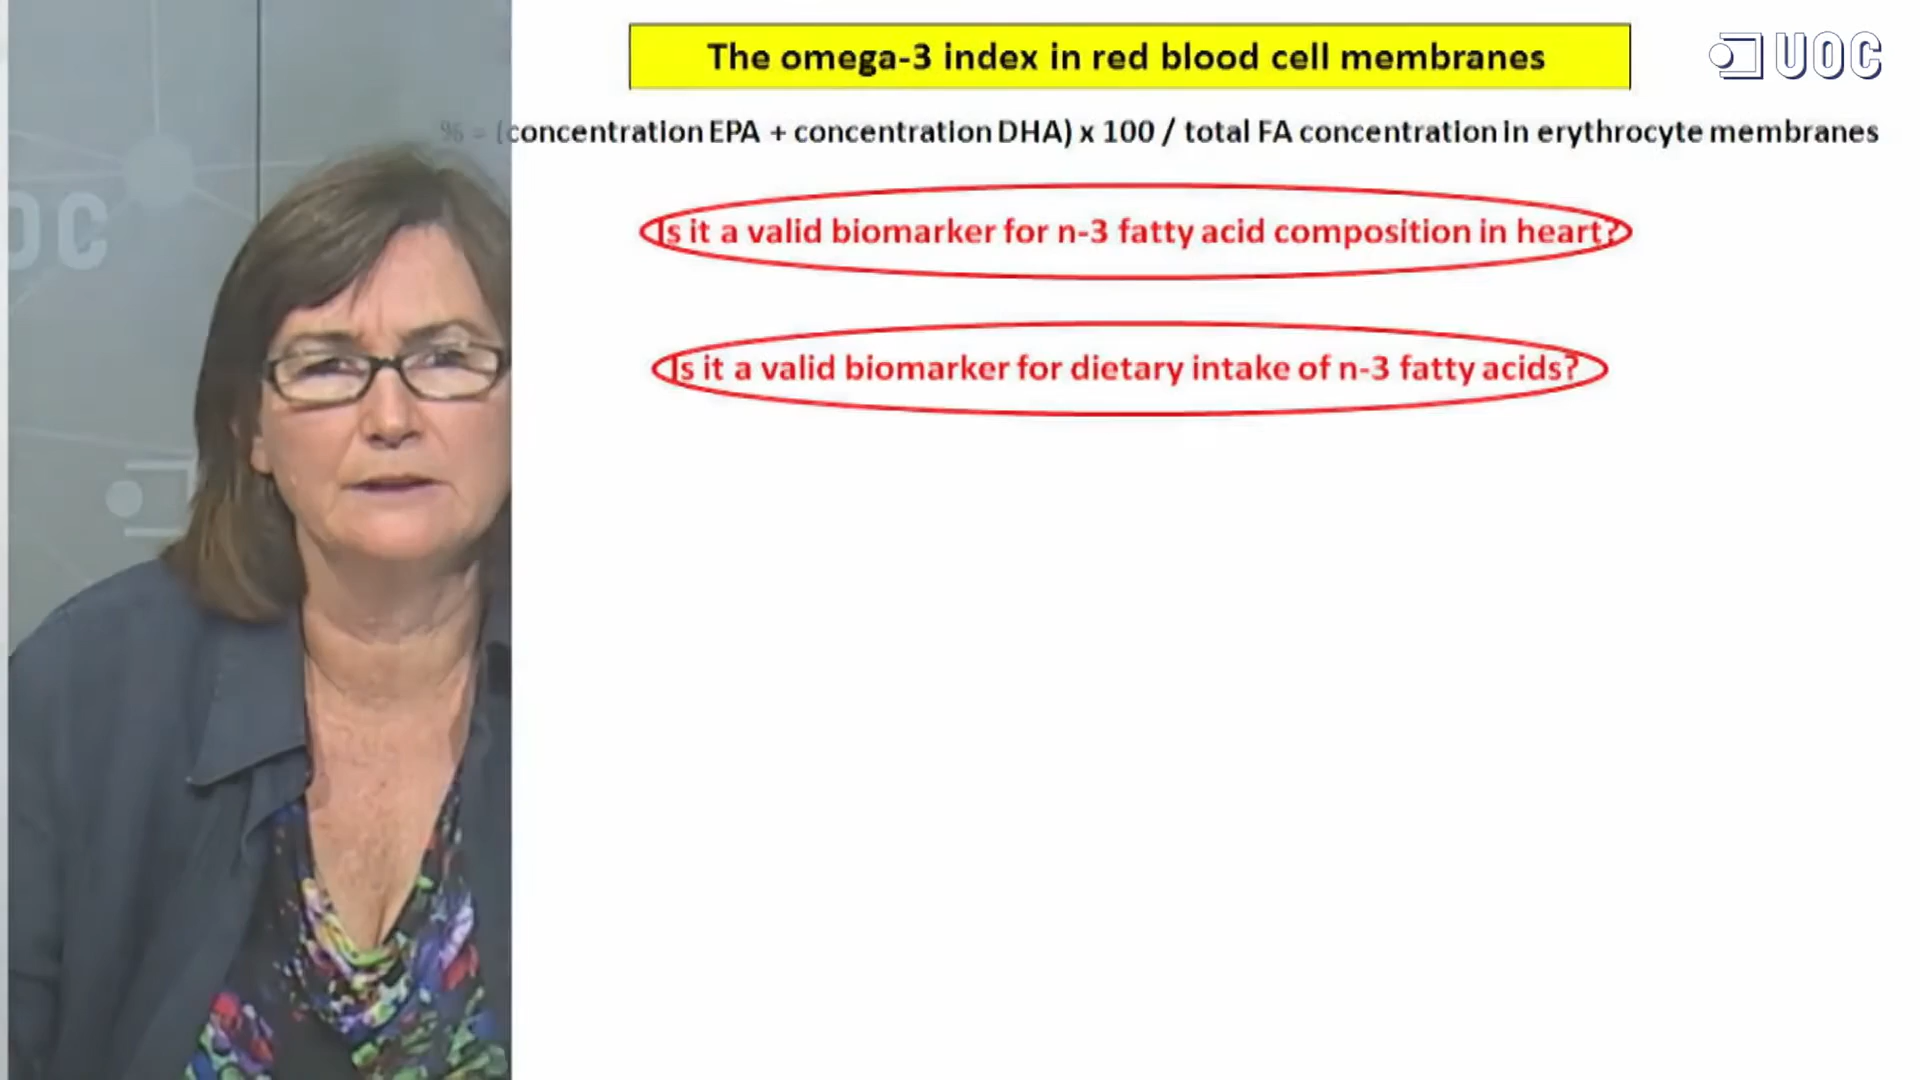 The omega-3 index in red blood cell membranes
UOC
% = (concentration EPA + concentration DHA) x 100 / total FA concentration in erythrocyte membranes
OC
Is it a valid biomarker for n-3 fatty acid composition in heart?
Is it a valid biomarker for dietary intake of n-3 fatty acids?